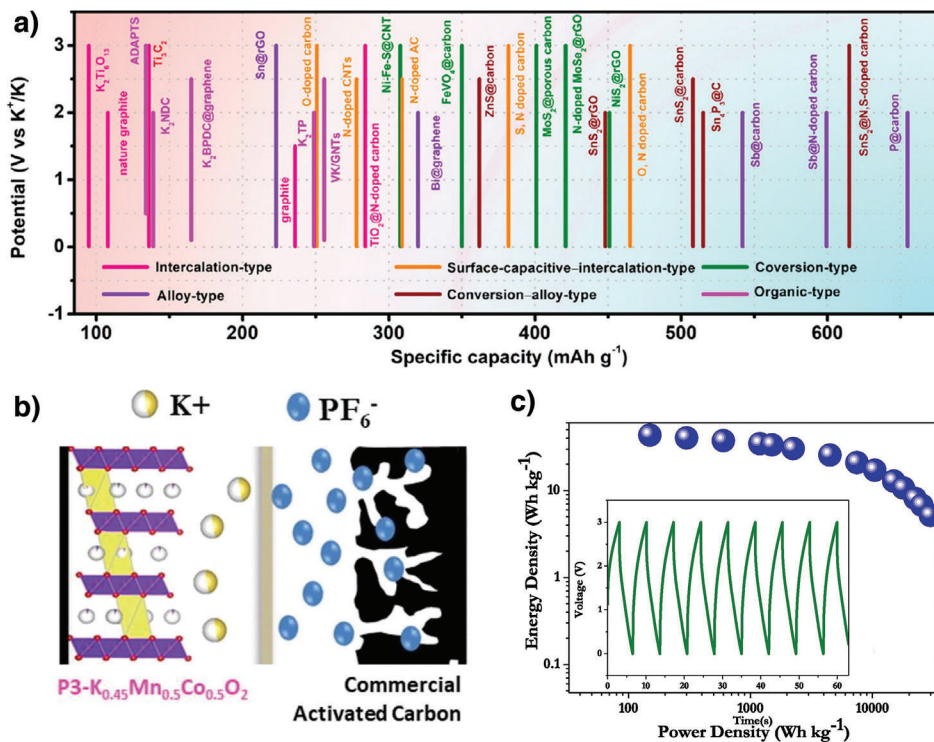 a)
Potential (V vs K⁺/K)
3
2
1
0
-1
K₂Ti₆O₁₃
nature graphite
ADAPTS
Ti₃C₂
K₂NDC
K₂BPDC@graphene
Sn@rGO
graphite
K₂TP
O-doped carbon
VK/GNTs
N-doped CNTs
TiO₂@N-doped carbon
Ni-Fe-S@CNT
N-doped AC
Bi@graphene
FeVO₄@carbon
ZnS@carbon
S, N doped carbon
MoS₂@porous carbon
N-doped MoSe₂@rGO
SnS₂@rGO
NiS₂@rGO
O, N doped carbon
SnS₂@carbon
Sn₄P₃@C
Sb@carbon
Sb@N-doped carbon
SnS₂@N,S-doped carbon
P@carbon
Intercalation-type
Surface-capacitive–intercalation-type
Coversion-type
Alloy-type
Conversion–alloy-type
Organic-type
100 200 300 400 500 600
Specific capacity (mAh g⁻¹)
b)
K+
PF₆⁻
P3-K₀.₄₅Mn₀.₅Co₀.₅O₂
Commercial
Activated Carbon
c)
Energy Density (Wh kg⁻¹)
10
1
0.1
Voltage (V)
3
2
1
0
0 10 20 30 40 50 60
Time(s)
100 1000 10000
Power Density (Wh kg⁻¹)